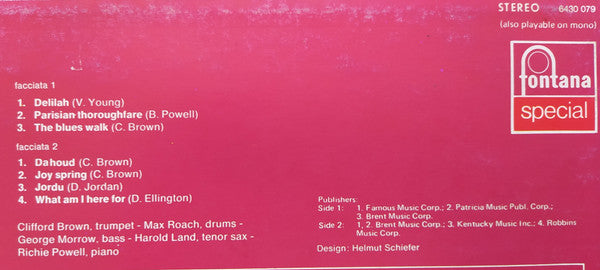 STEREO 6430 079
(also playable on mono)
fontana
special
facciata 1
1. Delilah (V. Young)
2. Parisian thoroughfare (B. Powell)
3. The blues walk (C. Brown)
facciata 2
1. Dahoud (C. Brown)
2. Joy spring (C. Brown)
3. Jordu (D. Jordan)
4. What am I here for (D. Ellington)
Clifford Brown, trumpet - Max Roach, drums -
George Morrow, bass - Harold Land, tenor sax -
Richie Powell, piano
Publishers:
Side 1: 1. Famous Music Corp.; 2. Patricia Music Publ. Corp.;
3. Brent Music Corp.
Side 2: 1, 2. Brent Music Corp.; 3. Kentucky Music Inc.; 4. Robbins
Music Corp.
Design: Helmut Schiefer